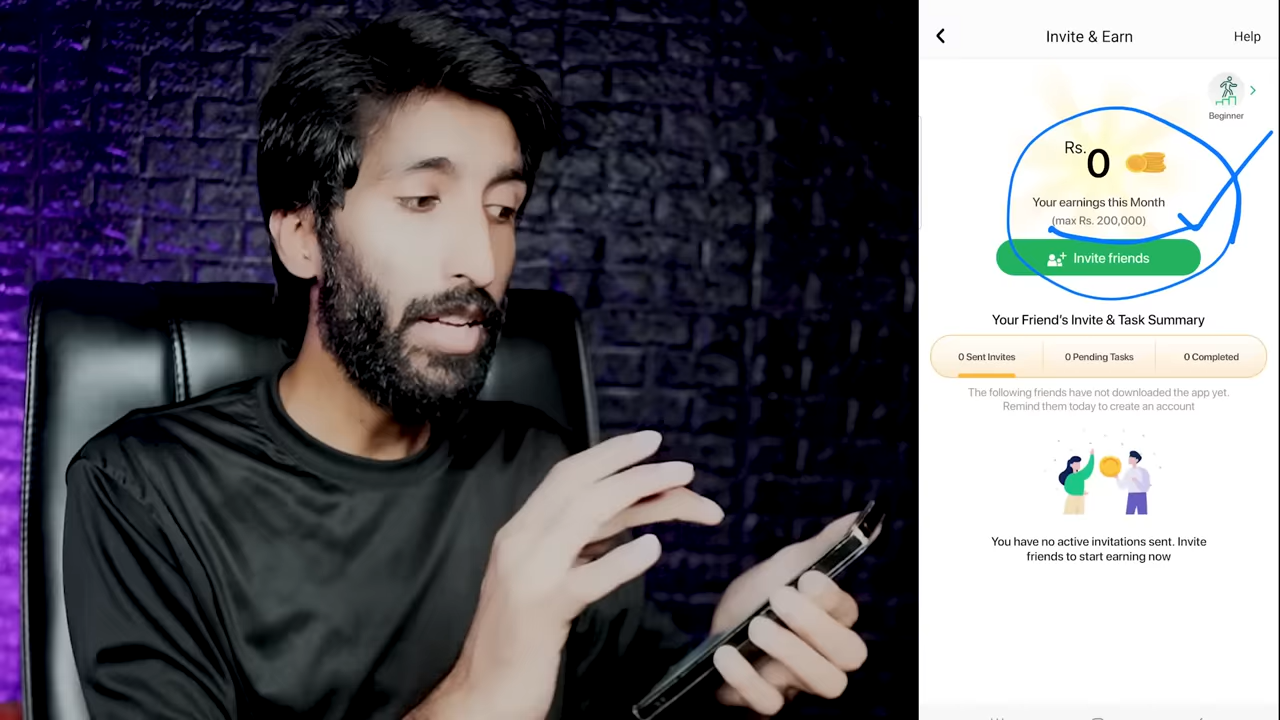 Invite & Earn
Help
Beginner
Rs. 0
Your earnings this Month
(max Rs. 200,000)
Invite friends
Your Friend's Invite & Task Summary
0 Sent Invites
0 Pending Tasks
0 Completed
The following friends have not downloaded the app yet.
Remind them today to create an account
You have no active invitations sent. Invite
friends to start earning now